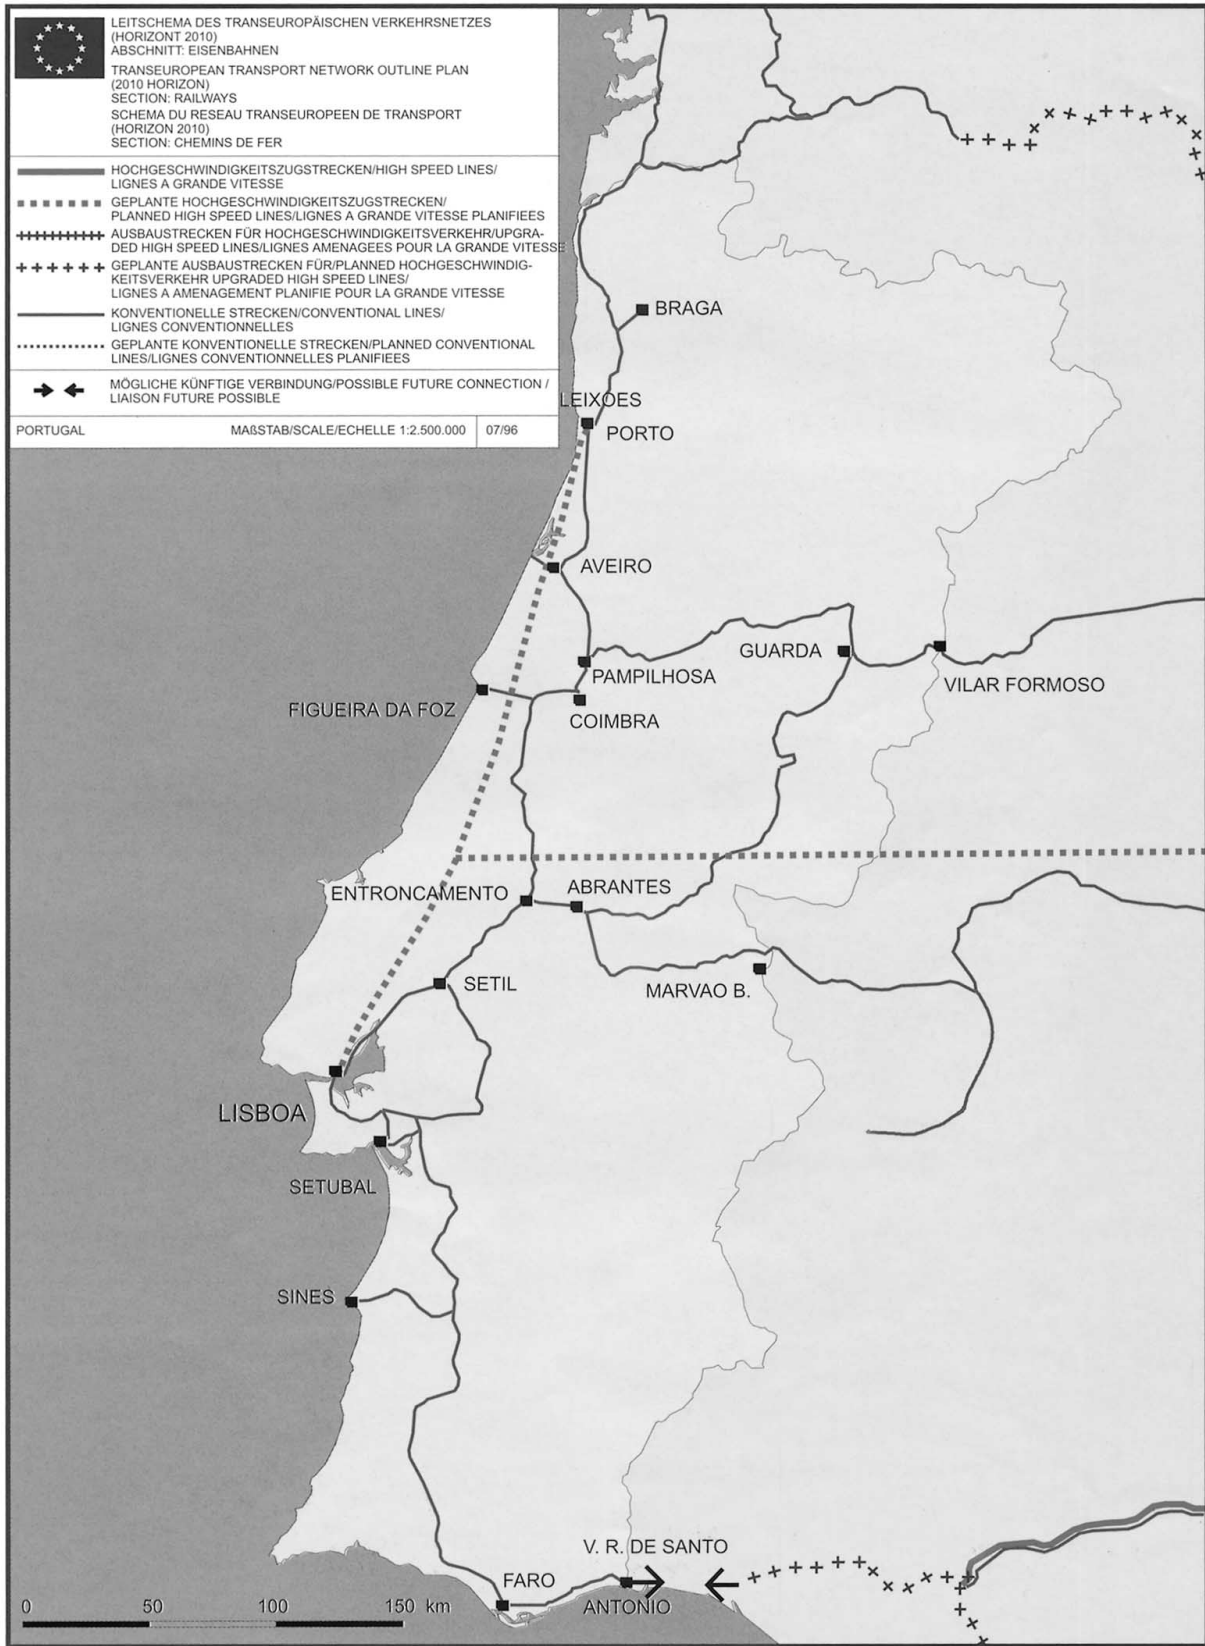 LEITSCHEMA DES TRANSEUROPÄISCHEN VERKEHRSNETZES
(HORIZONT 2010)
ABSCHNITT: EISENBAHNEN
TRANSEUROPEAN TRANSPORT NETWORK OUTLINE PLAN
(2010 HORIZON)
SECTION: RAILWAYS
SCHEMA DU RESEAU TRANSEUROPEEN DE TRANSPORT
(HORIZON 2010)
SECTION: CHEMINS DE FER
HOCHGESCHWINDIGKEITSZUGSTRECKEN/HIGH SPEED LINES/
LIGNES A GRANDE VITESSE
GEPLANTE HOCHGESCHWINDIGKEITSZUGSTRECKEN/
PLANNED HIGH SPEED LINES/LIGNES A GRANDE VITESSE PLANIFIEES
AUSBAUSTRECKEN FÜR HOCHGESCHWINDIGKEITSVERKEHR/UPGRA-
DED HIGH SPEED LINES/LIGNES AMENAGEES POUR LA GRANDE VITESSE
GEPLANTE AUSBAUSTRECKEN FÜR/PLANNED HOCHGESCHWINDIG-
KEITSVERKEHR UPGRADED HIGH SPEED LINES/
LIGNES A AMENAGEMENT PLANIFIE POUR LA GRANDE VITESSE
KONVENTIONELLE STRECKEN/CONVENTIONAL LINES/
LIGNES CONVENTIONNELLES
GEPLANTE KONVENTIONELLE STRECKEN/PLANNED CONVENTIONAL
LINES/LIGNES CONVENTIONNELLES PLANIFIEES
MÖGLICHE KÜNFTIGE VERBINDUNG/POSSIBLE FUTURE CONNECTION /
LIAISON FUTURE POSSIBLE
PORTUGAL MAßSTAB/SCALE/ECHELLE 1:2.500.000 07/96
BRAGA
LEIXOES
PORTO
AVEIRO
GUARDA
PAMPILHOSA
VILAR FORMOSO
FIGUEIRA DA FOZ
COIMBRA
ENTRONCAMENTO
ABRANTES
SETIL
MARVAO B.
LISBOA
SETUBAL
SINES
V. R. DE SANTO
ANTONIO
FARO
0 50 100 150 km